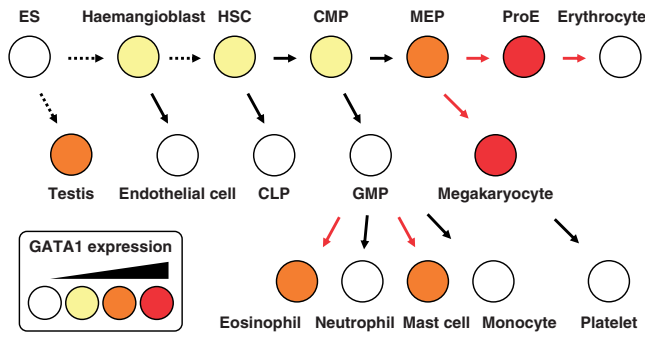 ES Haemangioblast HSC CMP MEP ProE Erythrocyte
Testis Endothelial cell CLP GMP Megakaryocyte
GATA1 expression
Eosinophil Neutrophil Mast cell Monocyte Platelet